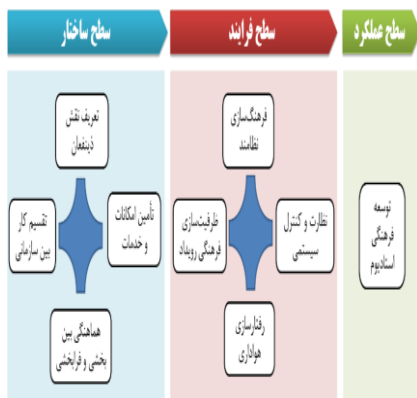 سطح ساختار
سطح فرایند
سطح عملکرد
تعریف نقش
ذینفعان
تأمین امکانات
و خدمات
تقسیم کار
بین سازمانی
هماهنگی بین
بخشی و فرابخشی
فرهنگ‌سازی
نظامند
نظارت و کنترل
سیستمی
ظرفیت‌سازی
فرهنگی رویداد
رفتارسازی
هواداری
توسعه
فرهنگی
استادیوم